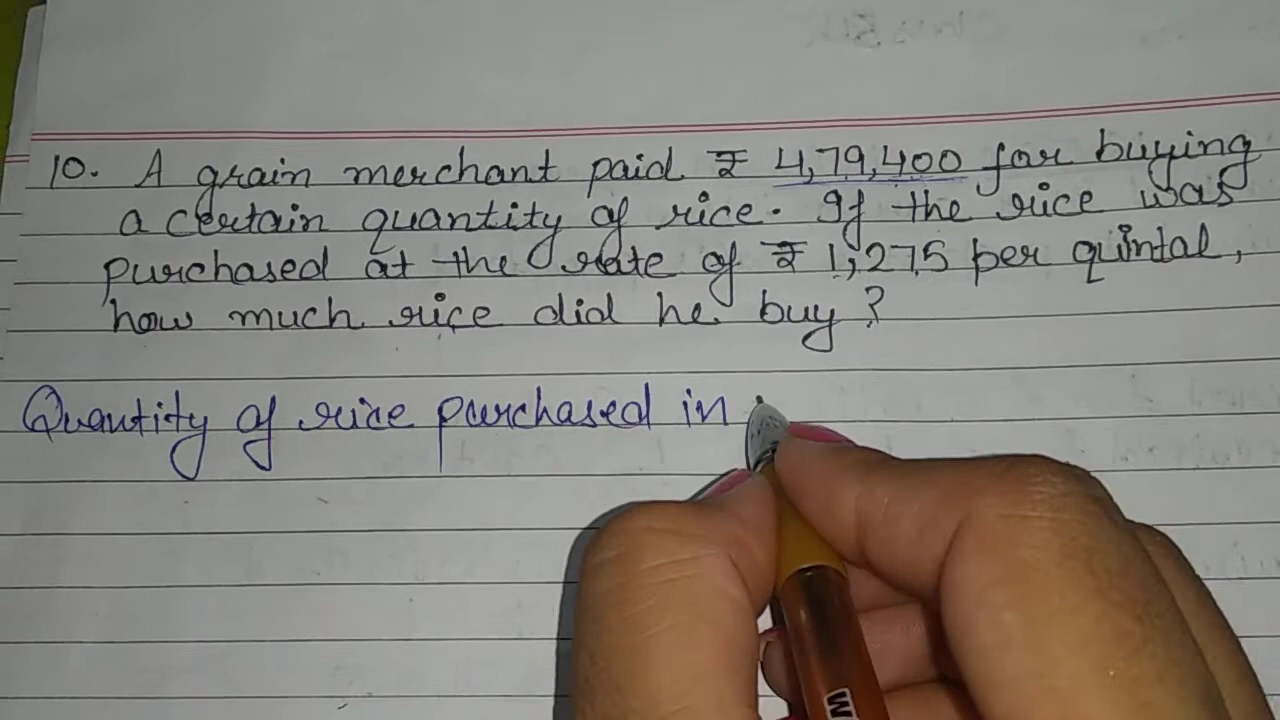 10. A grain merchant paid ₹ 4,79,400 for buying
a certain quantity of rice. If the rice was
purchased at the rate of ₹ 1,275 per quintal,
how much rice did he buy?
Quantity of rice purchased in
W